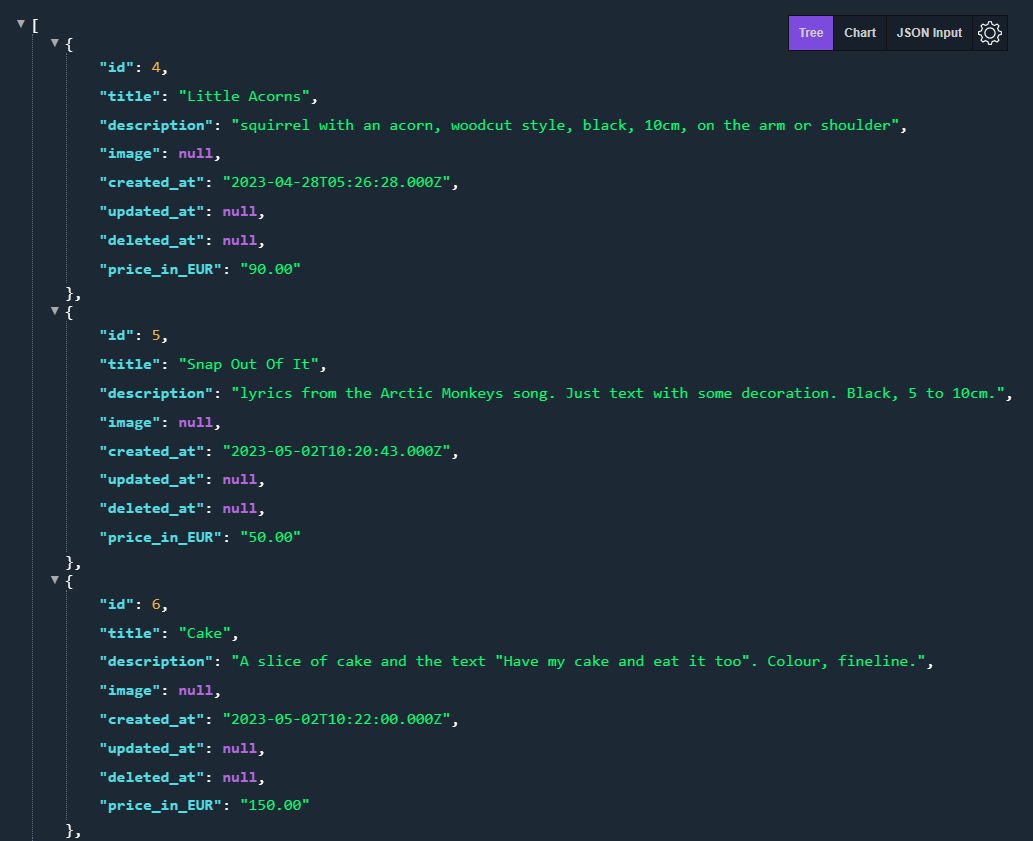 [
Tree Chart JSON Input
{
"id": 4,
"title": "Little Acorns",
"description": "squirrel with an acorn, woodcut style, black, 10cm, on the arm or shoulder",
"image": null,
"created_at": "2023-04-28T05:26:28.000Z",
"updated_at": null,
"deleted_at": null,
"price_in_EUR": "90.00"
},
{
"id": 5,
"title": "Snap Out Of It",
"description": "lyrics from the Arctic Monkeys song. Just text with some decoration. Black, 5 to 10cm.",
"image": null,
"created_at": "2023-05-02T10:20:43.000Z",
"updated_at": null,
"deleted_at": null,
"price_in_EUR": "50.00"
},
{
"id": 6,
"title": "Cake",
"description": "A slice of cake and the text "Have my cake and eat it too". Colour, fineline.",
"image": null,
"created_at": "2023-05-02T10:22:00.000Z",
"updated_at": null,
"deleted_at": null,
"price_in_EUR": "150.00"
},